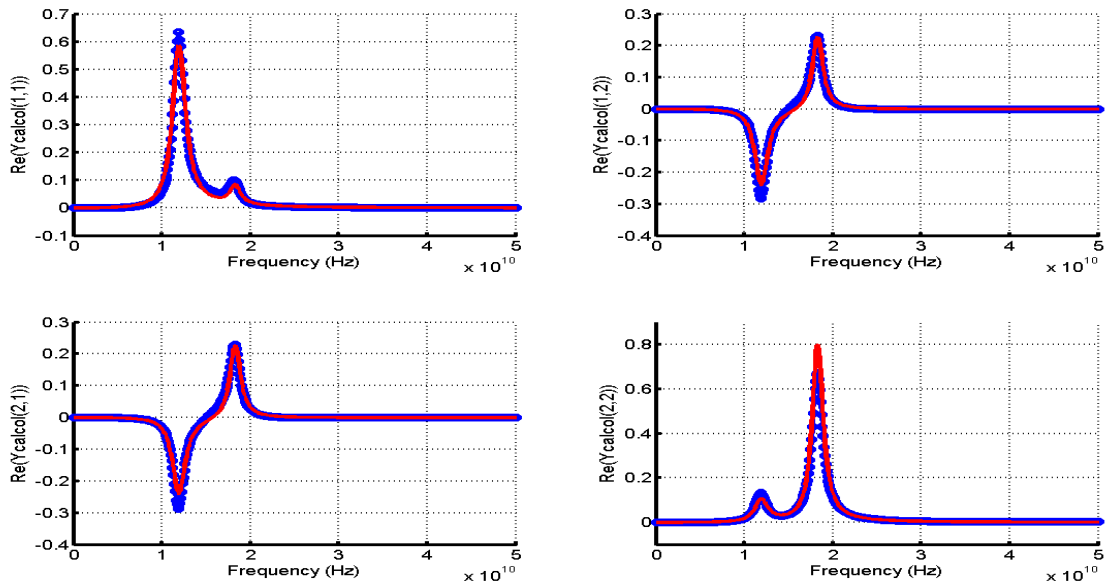 Re(Ycalcol(1,1))
0.7
0.6
0.5
0.4
0.3
0.2
0.1
0
-0.1
0 1 2 3 4 5
Frequency (Hz)
x 10^10
Re(Ycalcol(1,2))
0.3
0.2
0.1
0
-0.1
-0.2
-0.3
-0.4
0 1 2 3 4 5
Frequency (Hz)
x 10^10
Re(Ycalcol(2,1))
0.3
0.2
0.1
0
-0.1
-0.2
-0.3
-0.4
0 1 2 3 4 5
Frequency (Hz)
x 10^10
Re(Ycalcol(2,2))
0.8
0.6
0.4
0.2
0
0 1 2 3 4 5
Frequency (Hz)
x 10^10